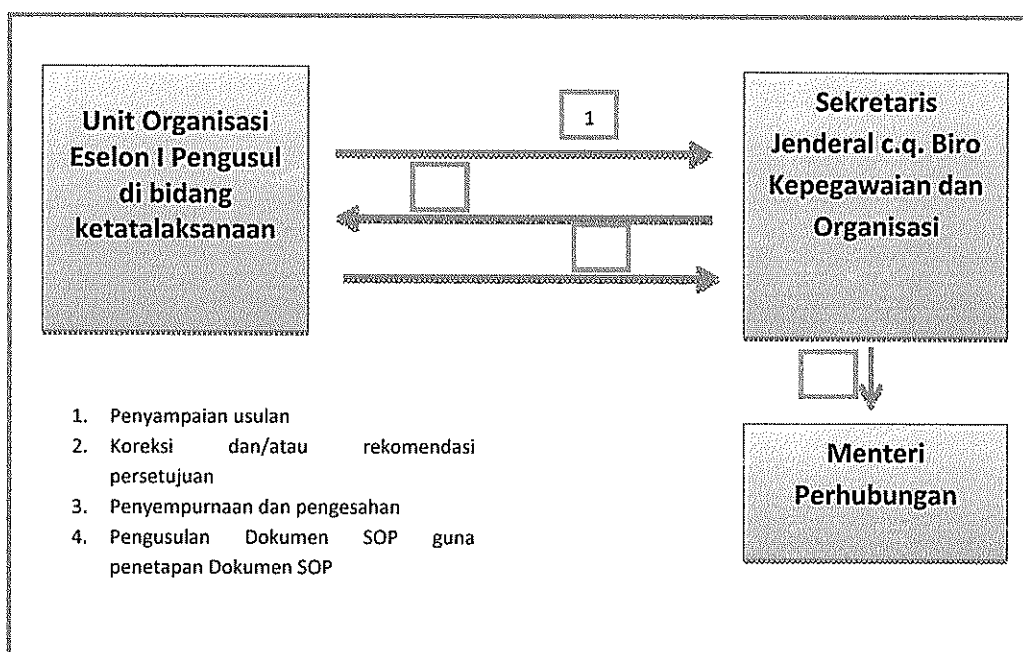 Unit Organisasi
Eselon I Pengusul
di bidang
ketatalaksanaan
1
Sekretaris
Jenderal c.q. Biro
Kepegawaian dan
Organisasi
1. Penyampaian usulan
2. Koreksi dan/atau rekomendasi
persetujuan
3. Penyempurnaan dan pengesahan
4. Pengusulan Dokumen SOP guna
penetapan Dokumen SOP
Menteri
Perhubungan